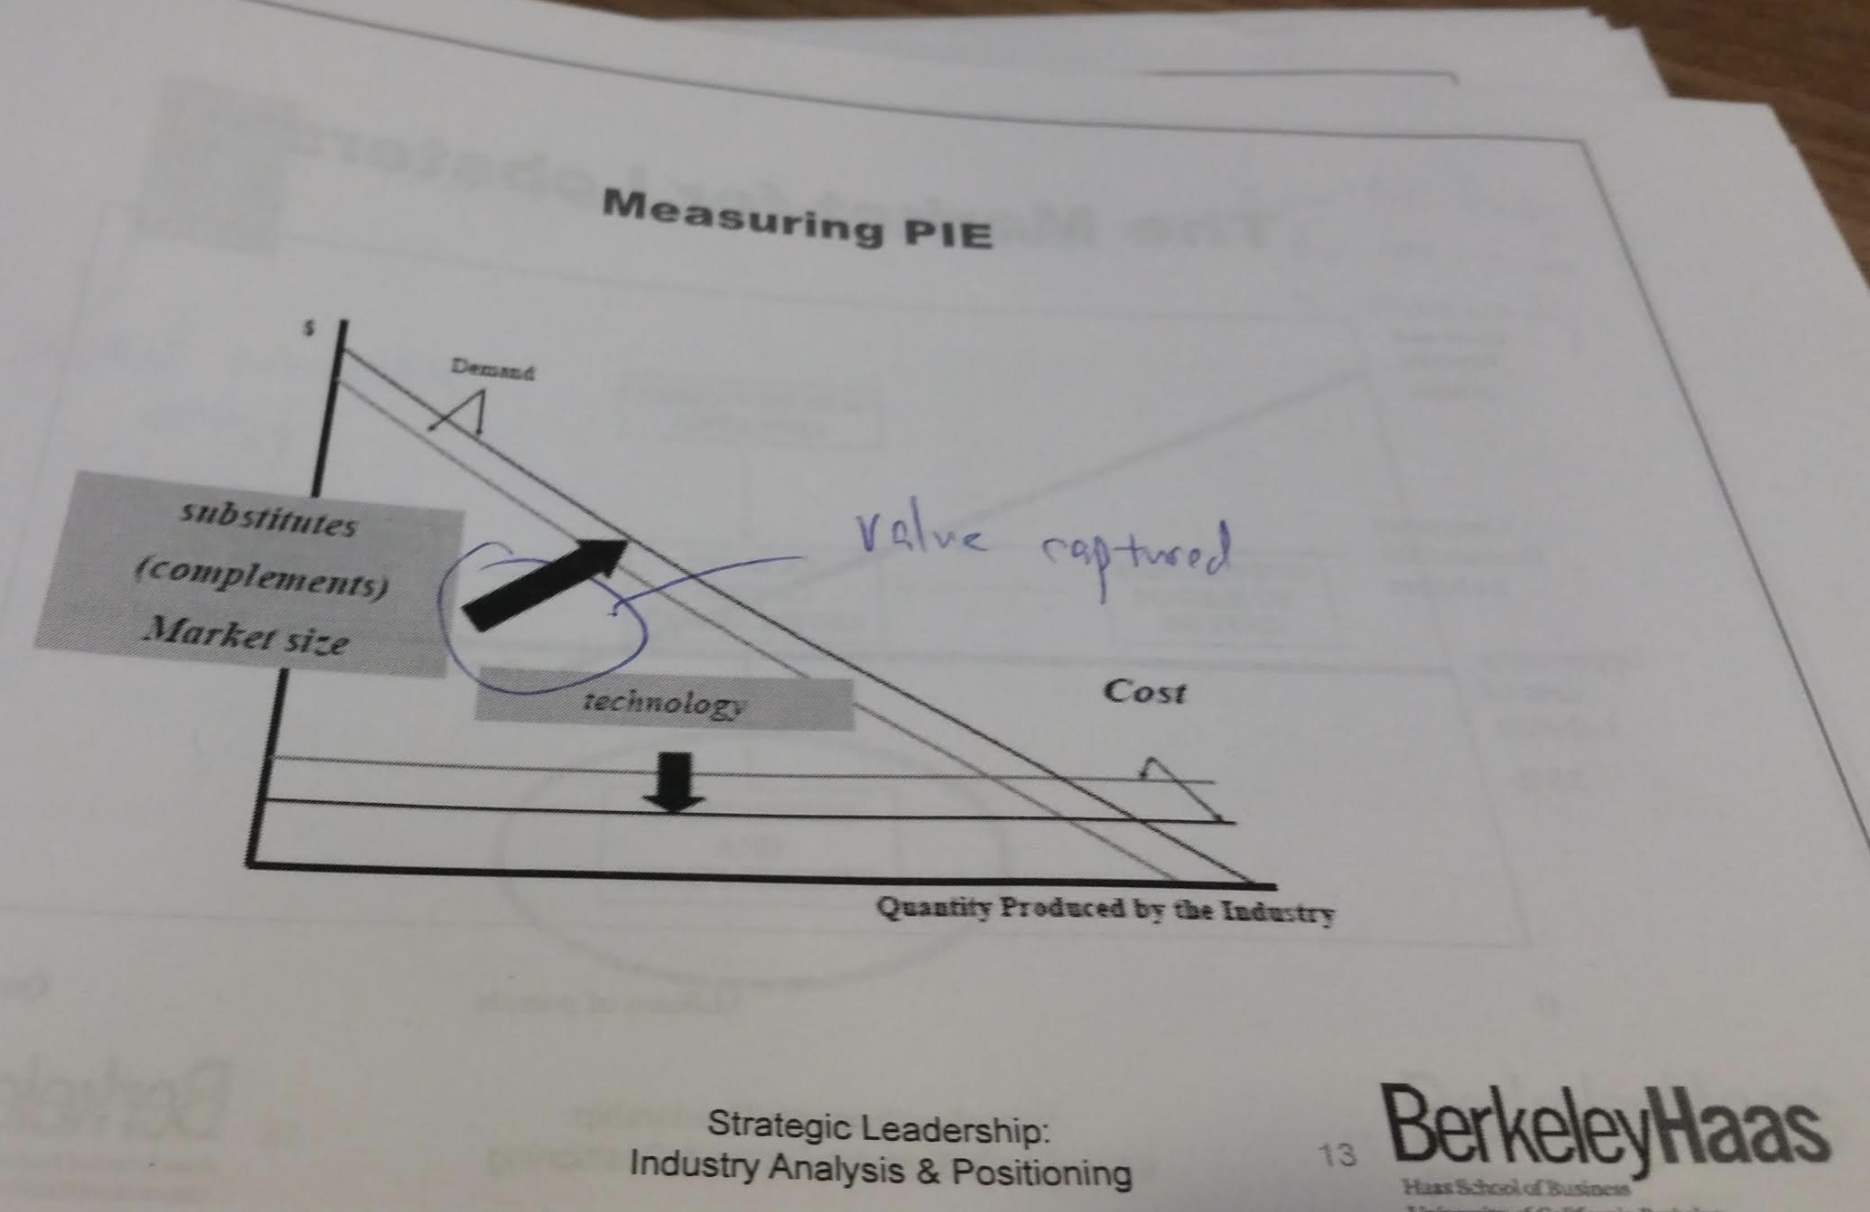 Measuring PIE
$
Demand
substitutes
(complements)
Market size
value captured
technology
Cost
Quantity Produced by the Industry
Strategic Leadership:
Industry Analysis & Positioning
13
BerkeleyHaas
Haas School of Business